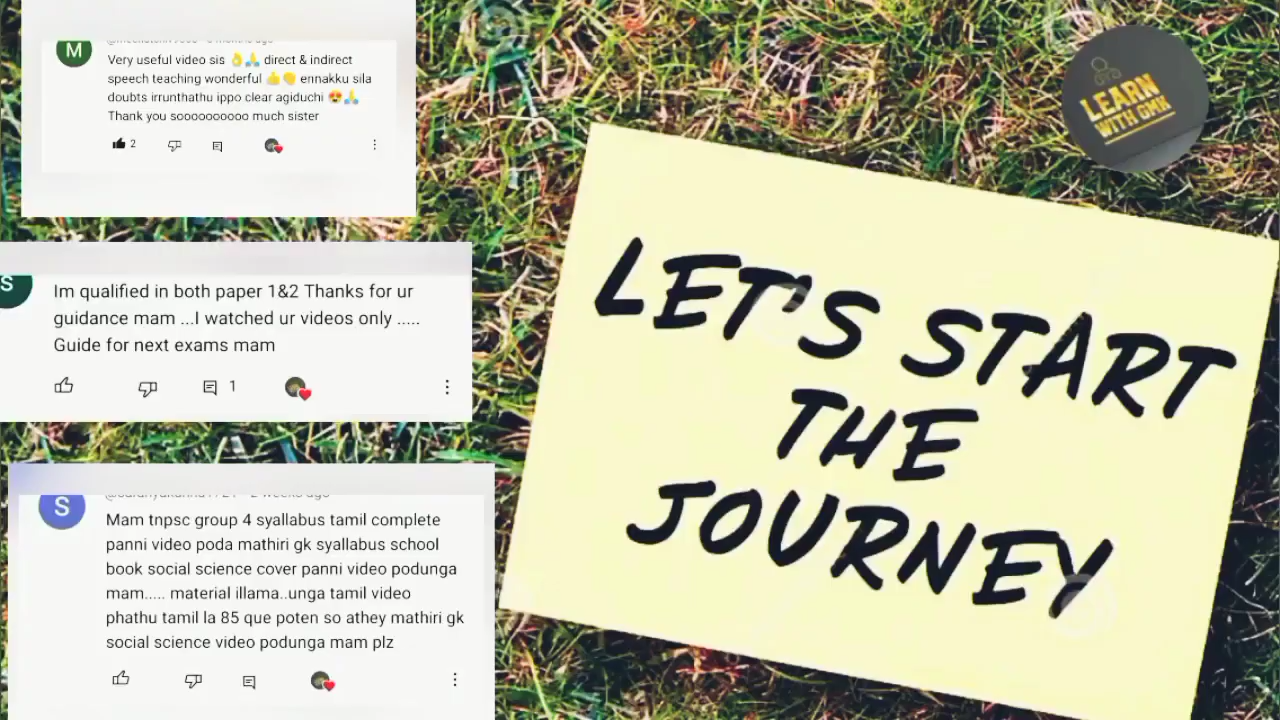 Very useful video sis 👌🙏 direct & indirect
speech teaching wonderful 👍👏 ennakku sila
doubts irrunthathu ippo clear agiduchi 😍🙏
Thank you soooooooooo much sister
2
Im qualified in both paper 1&2 Thanks for ur
guidance mam ...I watched ur videos only .....
Guide for next exams mam
1
S
Mam tnpsc group 4 syallabus tamil complete
panni video poda mathiri gk syallabus school
book social science cover panni video podunga
mam..... material illama..unga tamil video
phathu tamil la 85 que poten so athey mathiri gk
social science video podunga mam plz
LEARN
WITH GMK
LET'S START
THE
JOURNEY